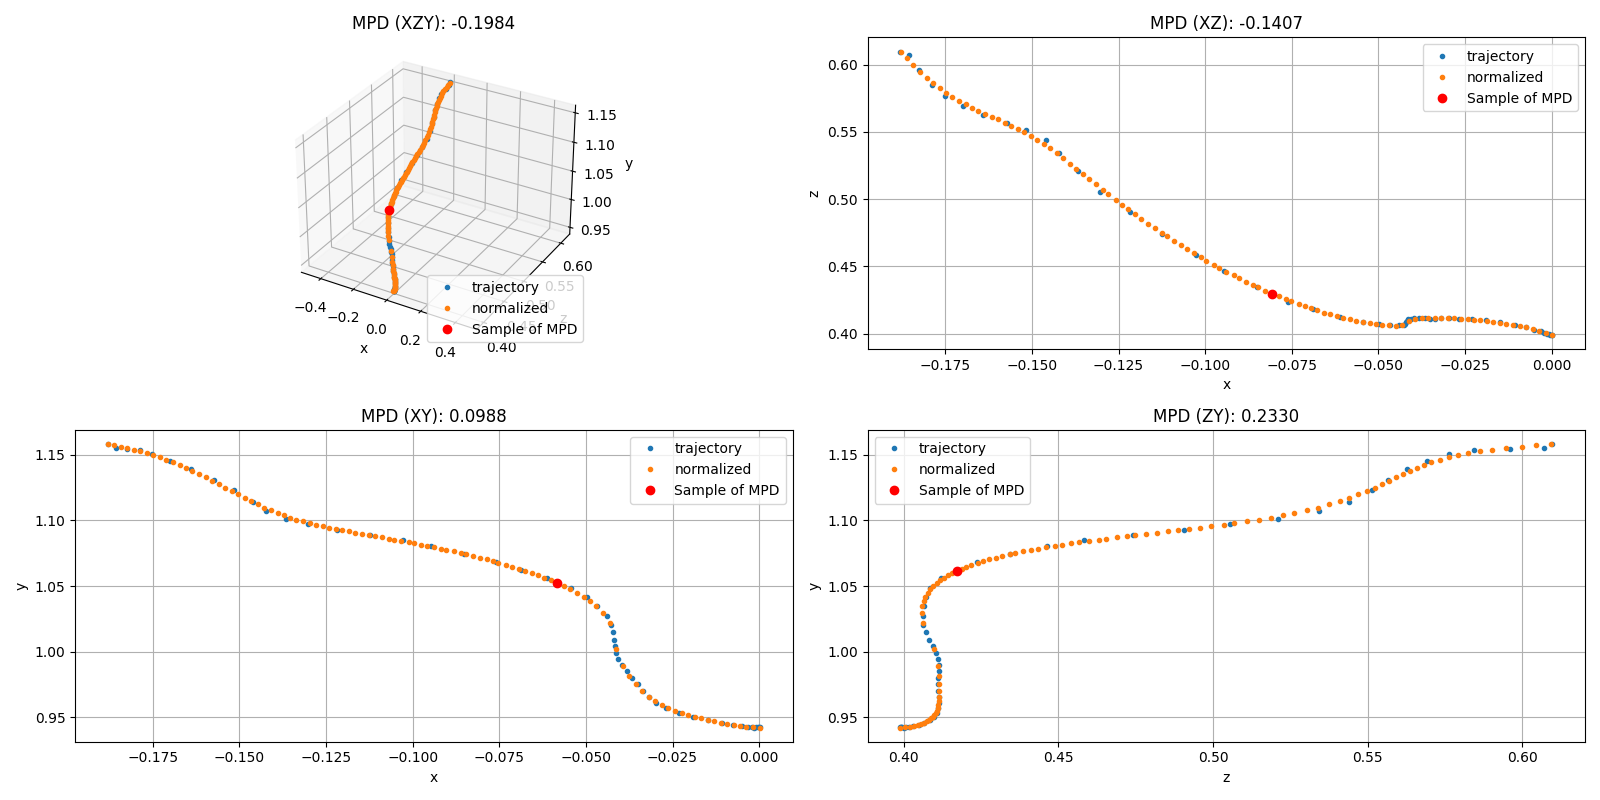 MPD (XZY): -0.1984
1.15
1.10
1.05
1.00
0.95
y
0.60
0.55
0.50
z
0.40
−0.4
−0.2
0.0
0.2
0.4
x
trajectory
normalized
Sample of MPD
MPD (XZ): -0.1407
0.60
0.55
0.50
0.45
0.40
z
−0.175
−0.150
−0.125
−0.100
−0.075
−0.050
−0.025
0.000
x
trajectory
normalized
Sample of MPD
MPD (XY): 0.0988
1.15
1.10
1.05
1.00
0.95
y
−0.175
−0.150
−0.125
−0.100
−0.075
−0.050
−0.025
0.000
x
trajectory
normalized
Sample of MPD
MPD (ZY): 0.2330
1.15
1.10
1.05
1.00
0.95
y
0.40
0.45
0.50
0.55
0.60
z
trajectory
normalized
Sample of MPD